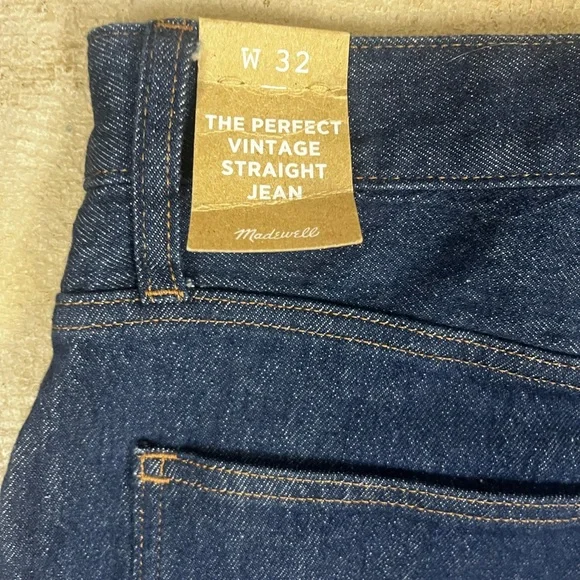 W 32
THE PERFECT
VINTAGE
STRAIGHT
JEAN
Madewell